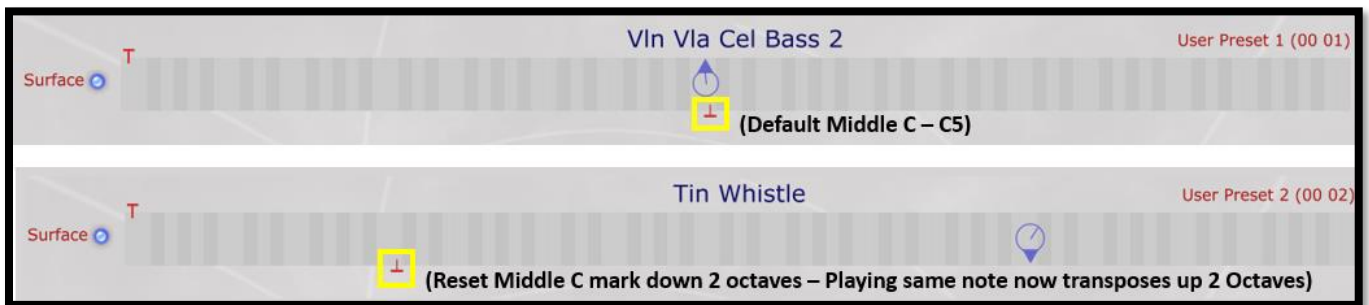 Vln Vla Cel Bass 2
User Preset 1 (00 01)
T
Surface
(Default Middle C – C5)
Tin Whistle
User Preset 2 (00 02)
T
Surface
(Reset Middle C mark down 2 octaves – Playing same note now transposes up 2 Octaves)